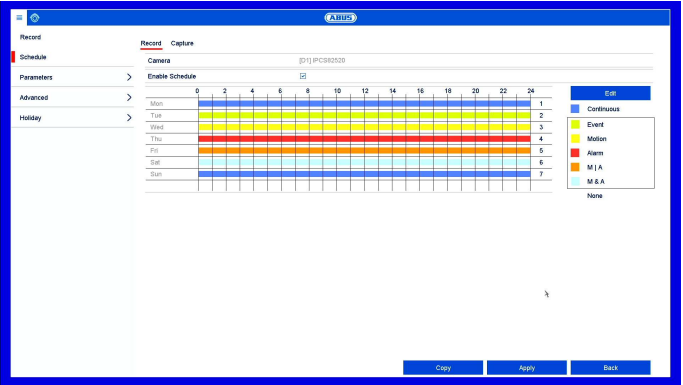 ABUS
Record
Schedule
Parameters
Advanced
Holiday
Record Capture
Camera [D1] IPCS82520
Enable Schedule
0 2 4 6 8 10 12 14 16 18 20 22 24
Mon 1
Tue 2
Wed 3
Thu 4
Fri 5
Sat 6
Sun 7
Edit
Continuous
Event
Motion
Alarm
M | A
M & A
None
Copy Apply Back